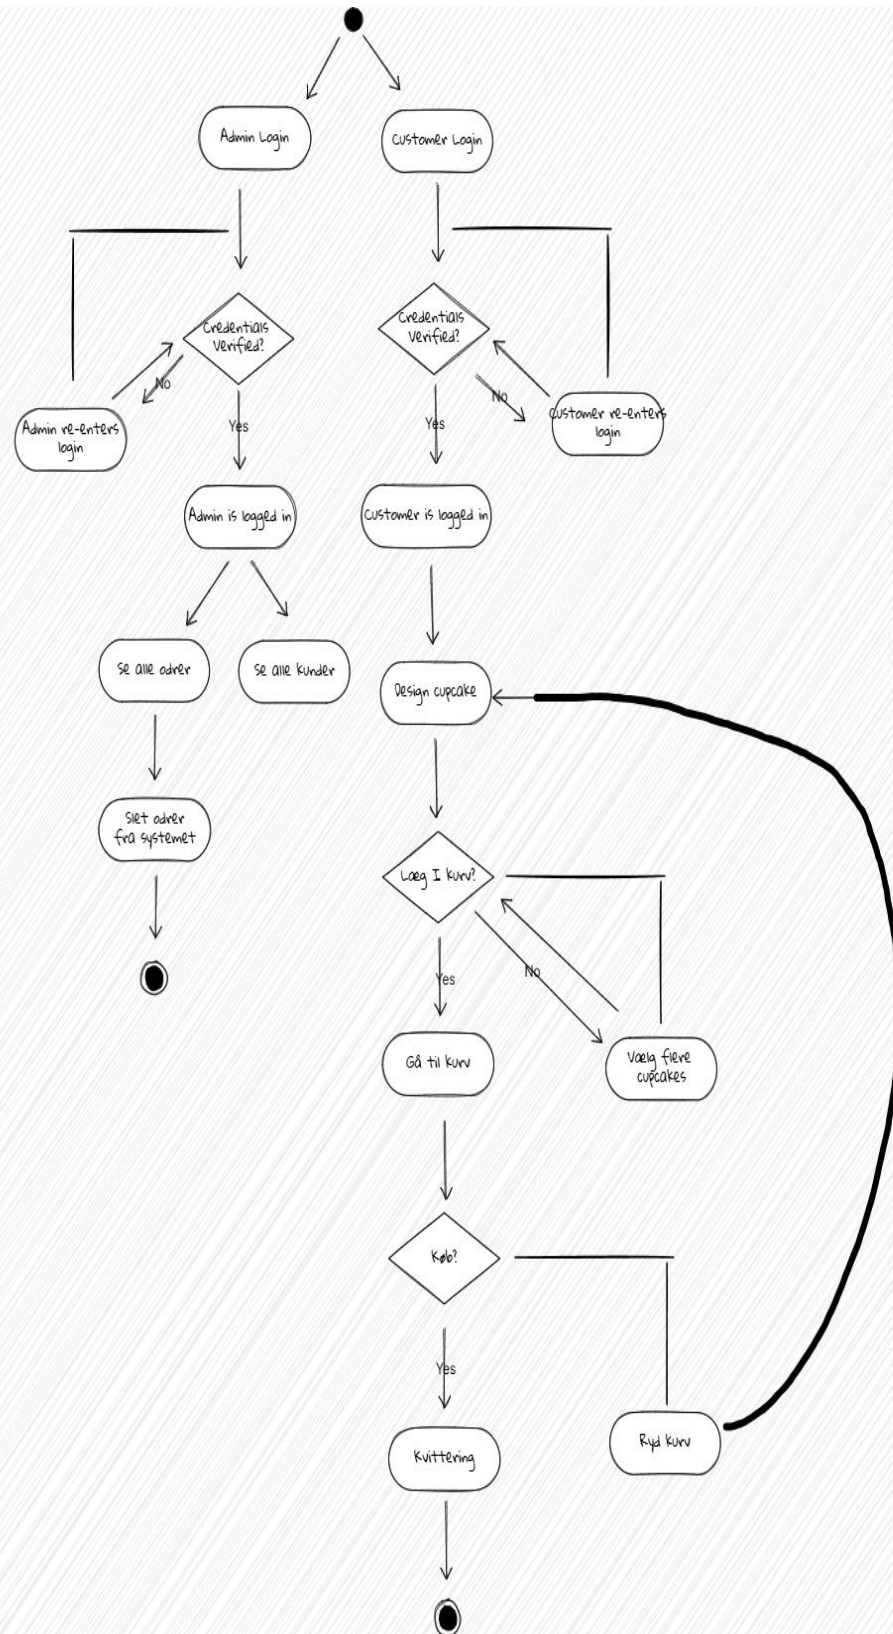 Admin Login
Customer Login
Credentials
Verified?
Credentials
Verified?
No
No
Admin re-enters
login
Yes
Yes
Customer re-enters
login
Admin is logged in
Customer is logged in
Se alle odrer
Se alle kunder
Design cupcake
Slet odrer
fra systemet
Læg I kurv?
Yes
No
Gå til kurv
Vælg flere
cupcakes
Køb?
Yes
Kvittering
Ryd kurv